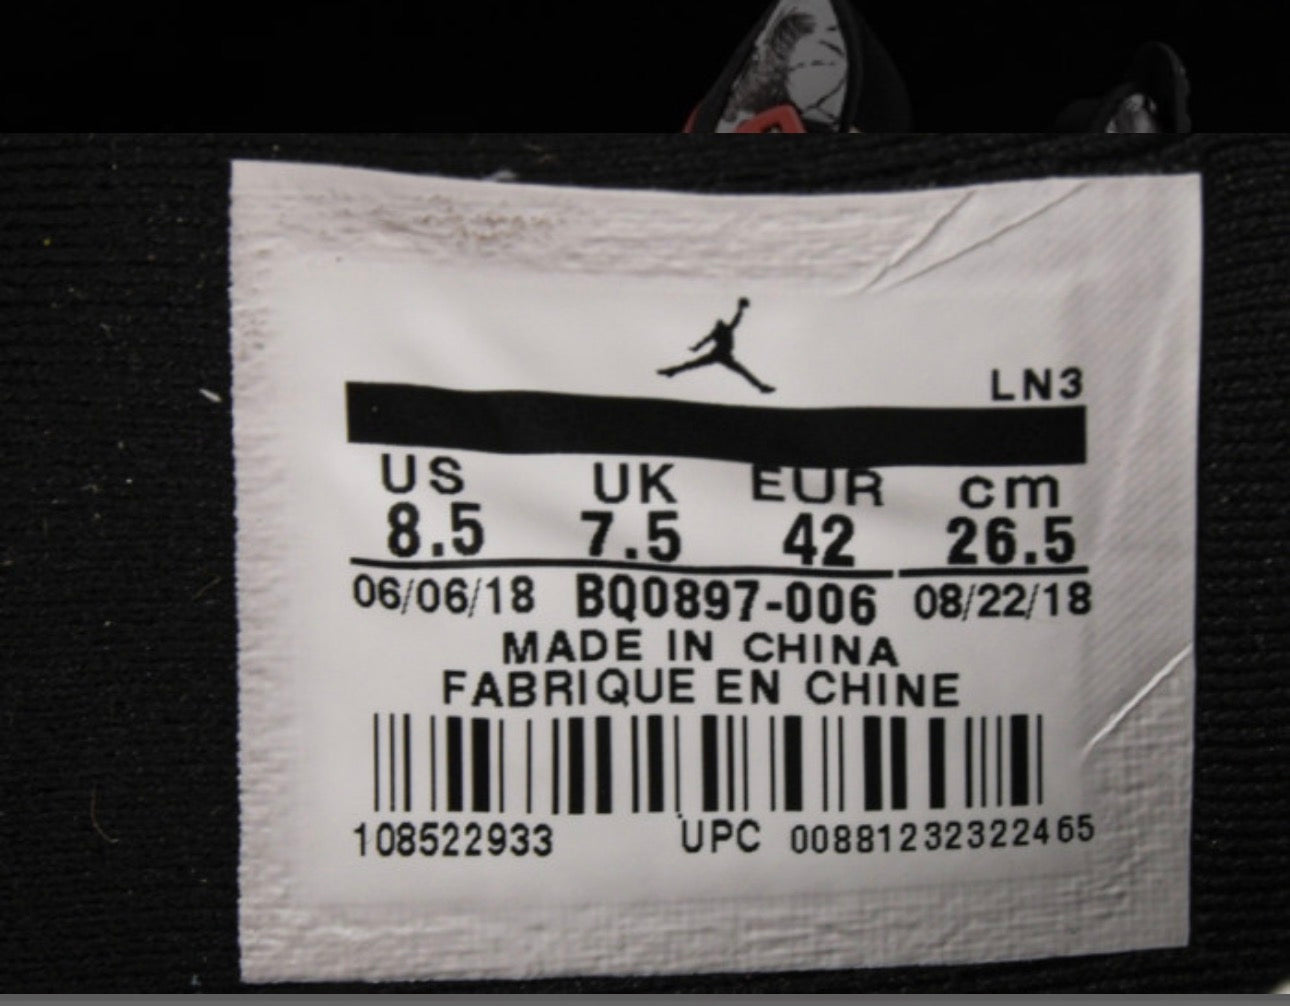 LN3
US UK EUR cm
8.5 7.5 42 26.5
06/06/18 BQ0897-006 08/22/18
MADE IN CHINA
FABRIQUE EN CHINE
108522933 UPC 00881232322465